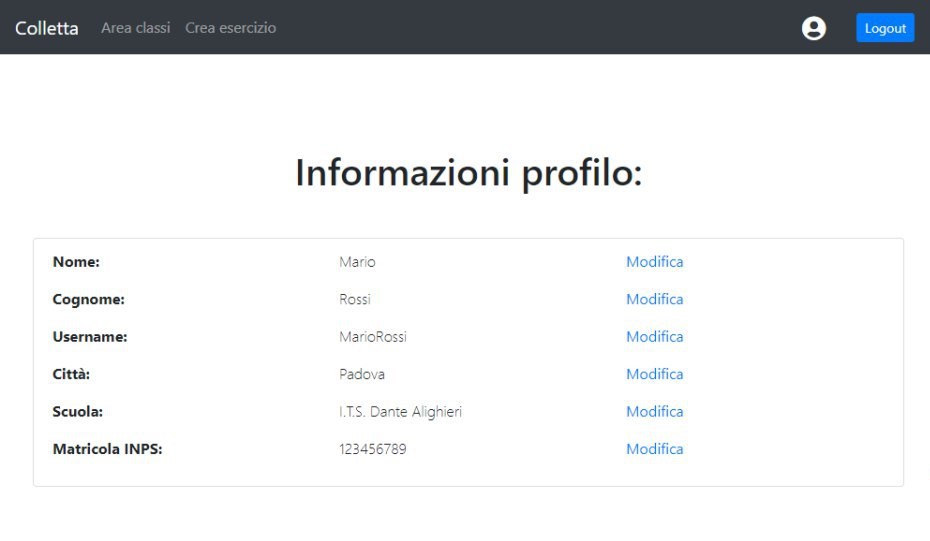 Colletta Area classi Crea esercizio Logout
Informazioni profilo:
Nome: Mario Modifica
Cognome: Rossi Modifica
Username: MarioRossi Modifica
Città: Padova Modifica
Scuola: I.T.S. Dante Alighieri Modifica
Matricola INPS: 123456789 Modifica